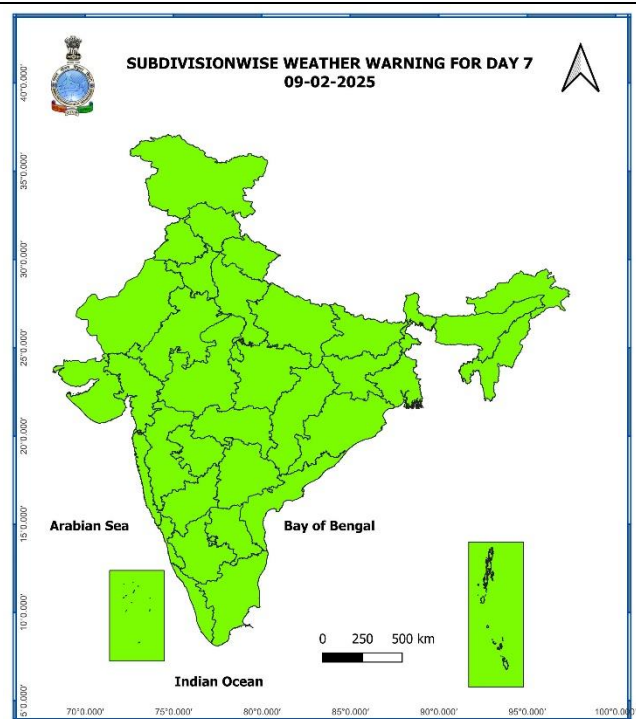 SUBDIVISIONWISE WEATHER WARNING FOR DAY 7
09-02-2025
40°0.000'
35°0.000'
30°0.000'
25°0.000'
20°0.000'
15°0.000'
10°0.000'
5°0.000'
Arabian Sea
Bay of Bengal
0 250 500 km
Indian Ocean
70°0.000' 75°0.000' 80°0.000' 85°0.000' 90°0.000' 95°0.000' 100°0.000'